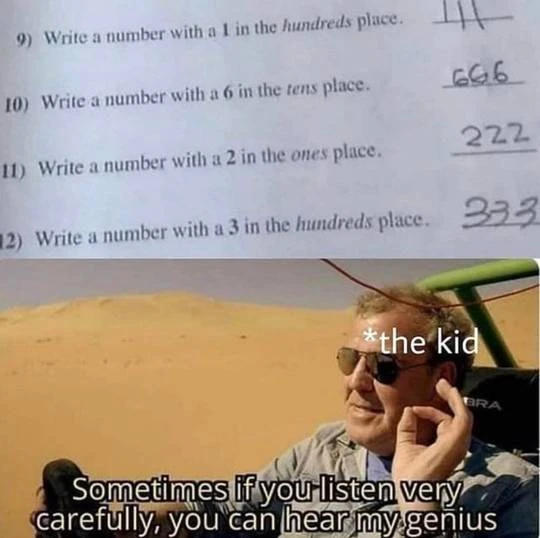 9) Write a number with a 1 in the hundreds place. 111
10) Write a number with a 6 in the tens place. 666
11) Write a number with a 2 in the ones place. 222
12) Write a number with a 3 in the hundreds place. 333
*the kid
BRA
Sometimes if you listen very
carefully, you can hear my genius